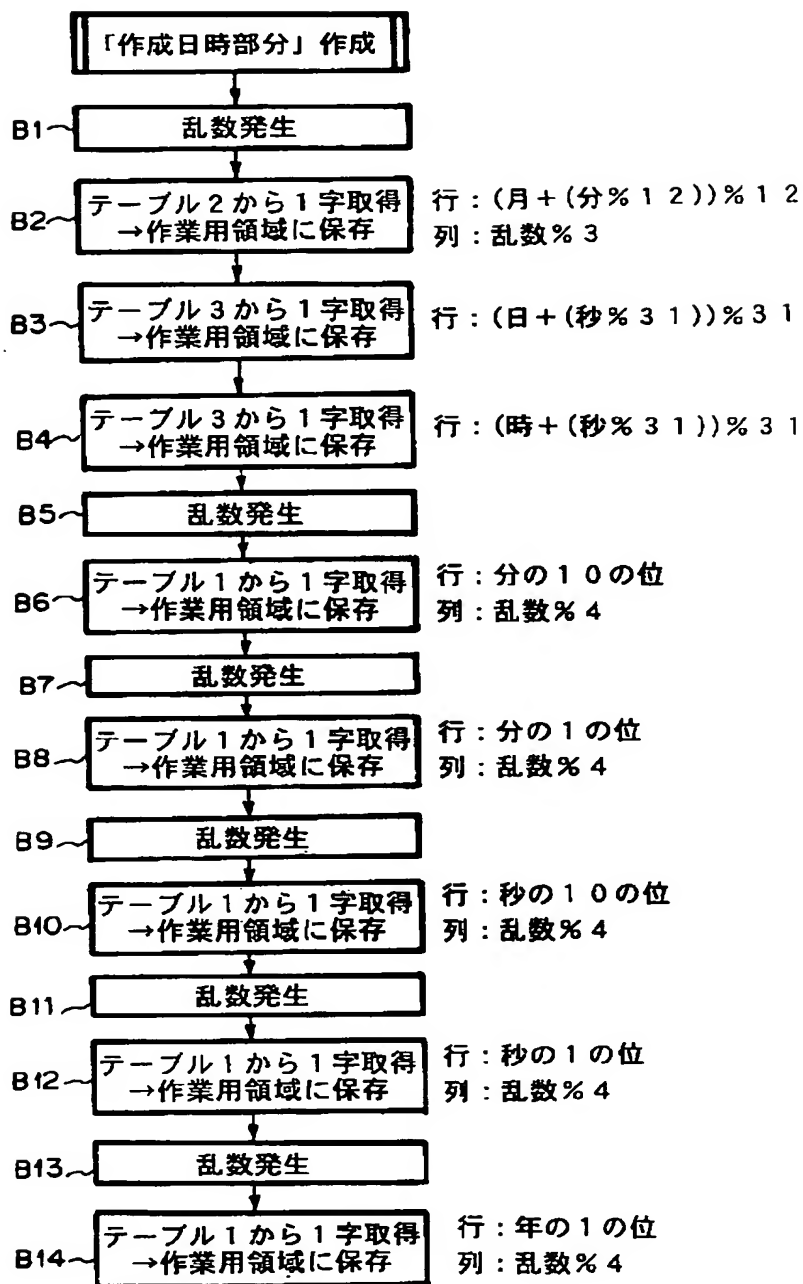 「作成日時部分」作成
B1 乱数発生
B2 テーブル2から1字取得
→作業用領域に保存
行:(月+(分%12))%12
列:乱数%3
B3 テーブル3から1字取得
→作業用領域に保存
行:(日+(秒%31))%31
B4 テーブル3から1字取得
→作業用領域に保存
行:(時+(秒%31))%31
B5 乱数発生
B6 テーブル1から1字取得
→作業用領域に保存
行:分の10の位
列:乱数%4
B7 乱数発生
B8 テーブル1から1字取得
→作業用領域に保存
行:分の1の位
列:乱数%4
B9 乱数発生
B10 テーブル1から1字取得
→作業用領域に保存
行:秒の10の位
列:乱数%4
B11 乱数発生
B12 テーブル1から1字取得
→作業用領域に保存
行:秒の1の位
列:乱数%4
B13 乱数発生
B14 テーブル1から1字取得
→作業用領域に保存
行:年の1の位
列:乱数%4